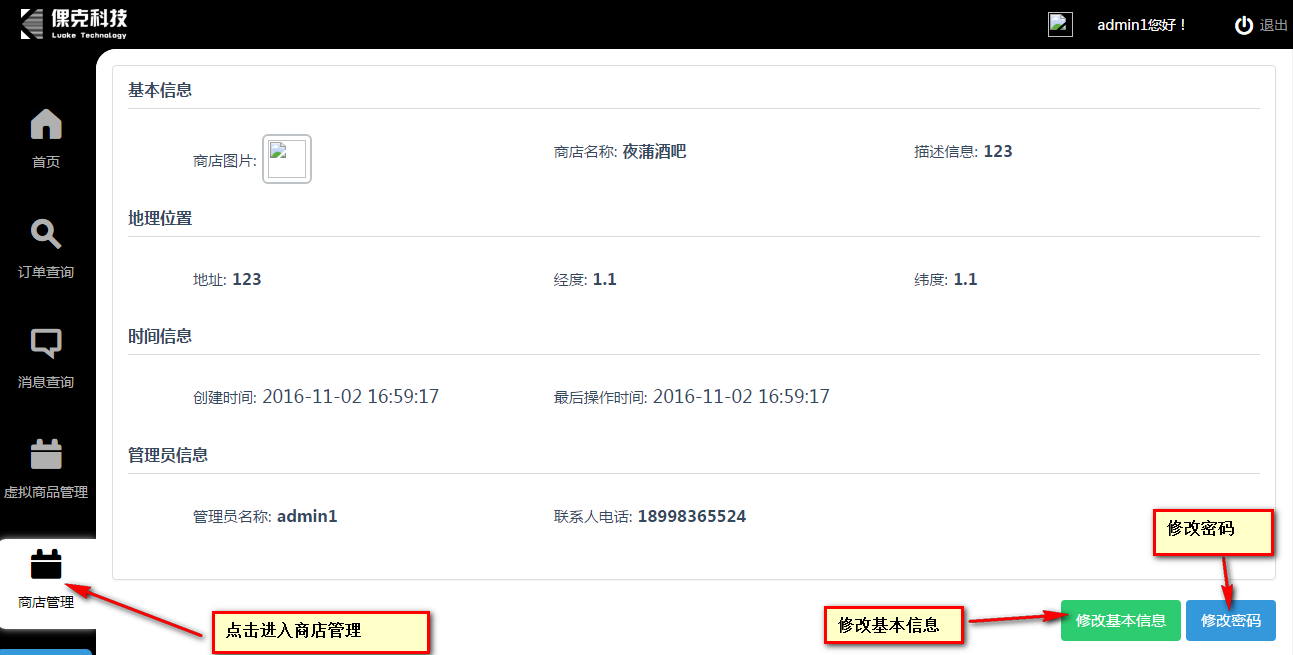 倮克科技
Luoke Technology
admin1您好！
退出
首页
订单查询
消息查询
虚拟商品管理
商店管理
基本信息
商店图片:
商店名称: 夜蒲酒吧
描述信息: 123
地理位置
地址: 123
经度: 1.1
纬度: 1.1
时间信息
创建时间: 2016-11-02 16:59:17
最后操作时间: 2016-11-02 16:59:17
管理员信息
管理员名称: admin1
联系人电话: 18998365524
修改密码
点击进入商店管理
修改基本信息
修改基本信息
修改密码